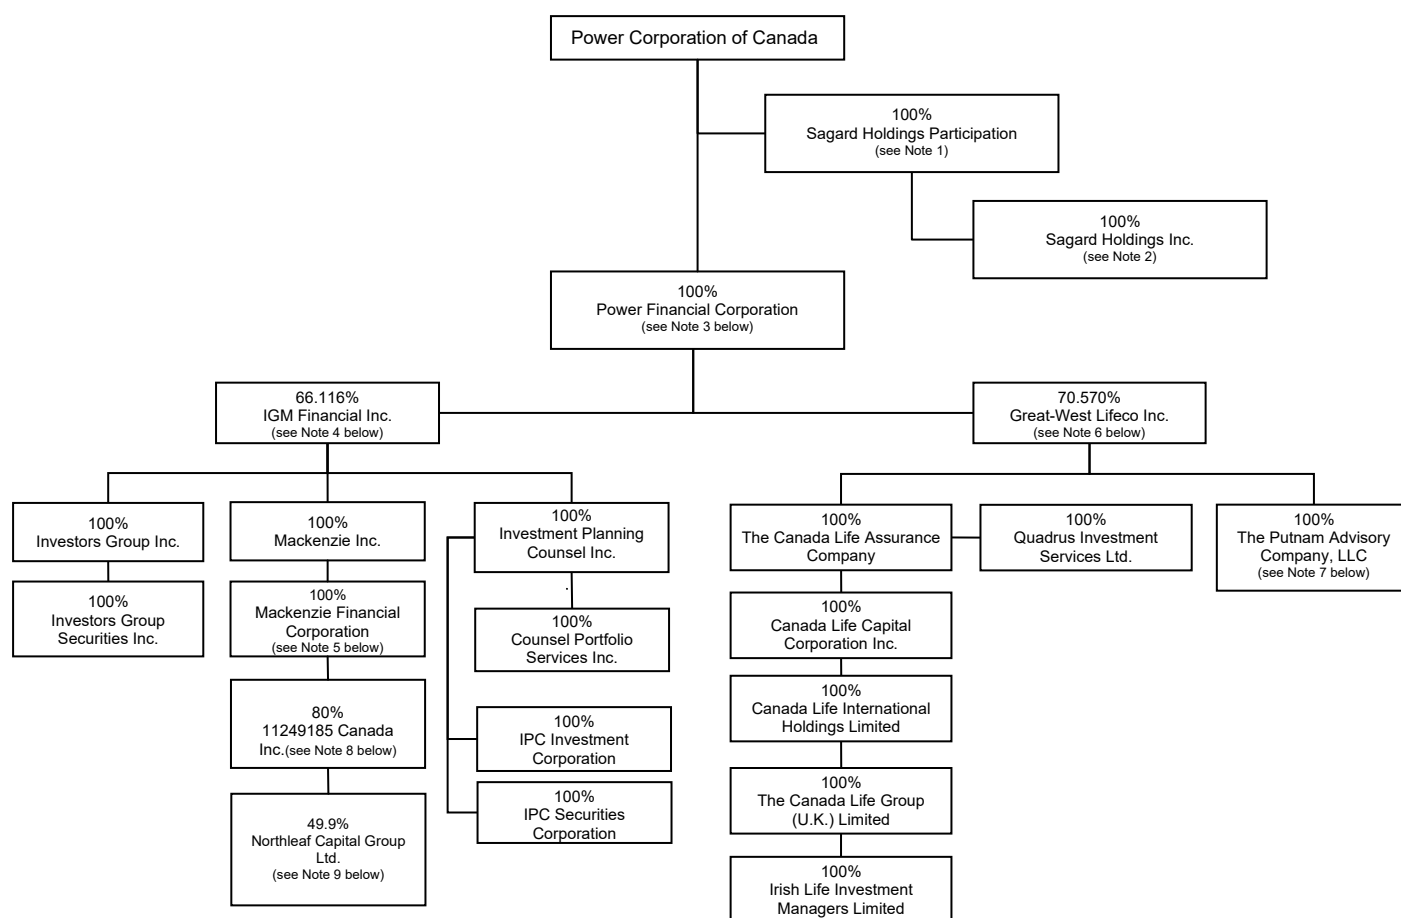 Power Corporation of Canada
100%
Sagard Holdings Participation
(see Note 1)
100%
Sagard Holdings Inc.
(see Note 2)
100%
Power Financial Corporation
(see Note 3 below)
66.116%
IGM Financial Inc.
(see Note 4 below)
70.570%
Great-West Lifeco Inc.
(see Note 6 below)
100%
Investors Group Inc.
100%
Mackenzie Inc.
100%
Investment Planning
Counsel Inc.
100%
The Canada Life Assurance
Company
100%
Quadrus Investment
Services Ltd.
100%
The Putnam Advisory
Company, LLC
(see Note 7 below)
100%
Investors Group
Securities Inc.
100%
Mackenzie Financial
Corporation
(see Note 5 below)
100%
Counsel Portfolio
Services Inc.
100%
Canada Life Capital
Corporation Inc.
80%
11249185 Canada
Inc.(see Note 8 below)
100%
IPC Investment
Corporation
100%
Canada Life International
Holdings Limited
49.9%
Northleaf Capital Group
Ltd.
(see Note 9 below)
100%
IPC Securities
Corporation
100%
The Canada Life Group
(U.K.) Limited
100%
Irish Life Investment
Managers Limited